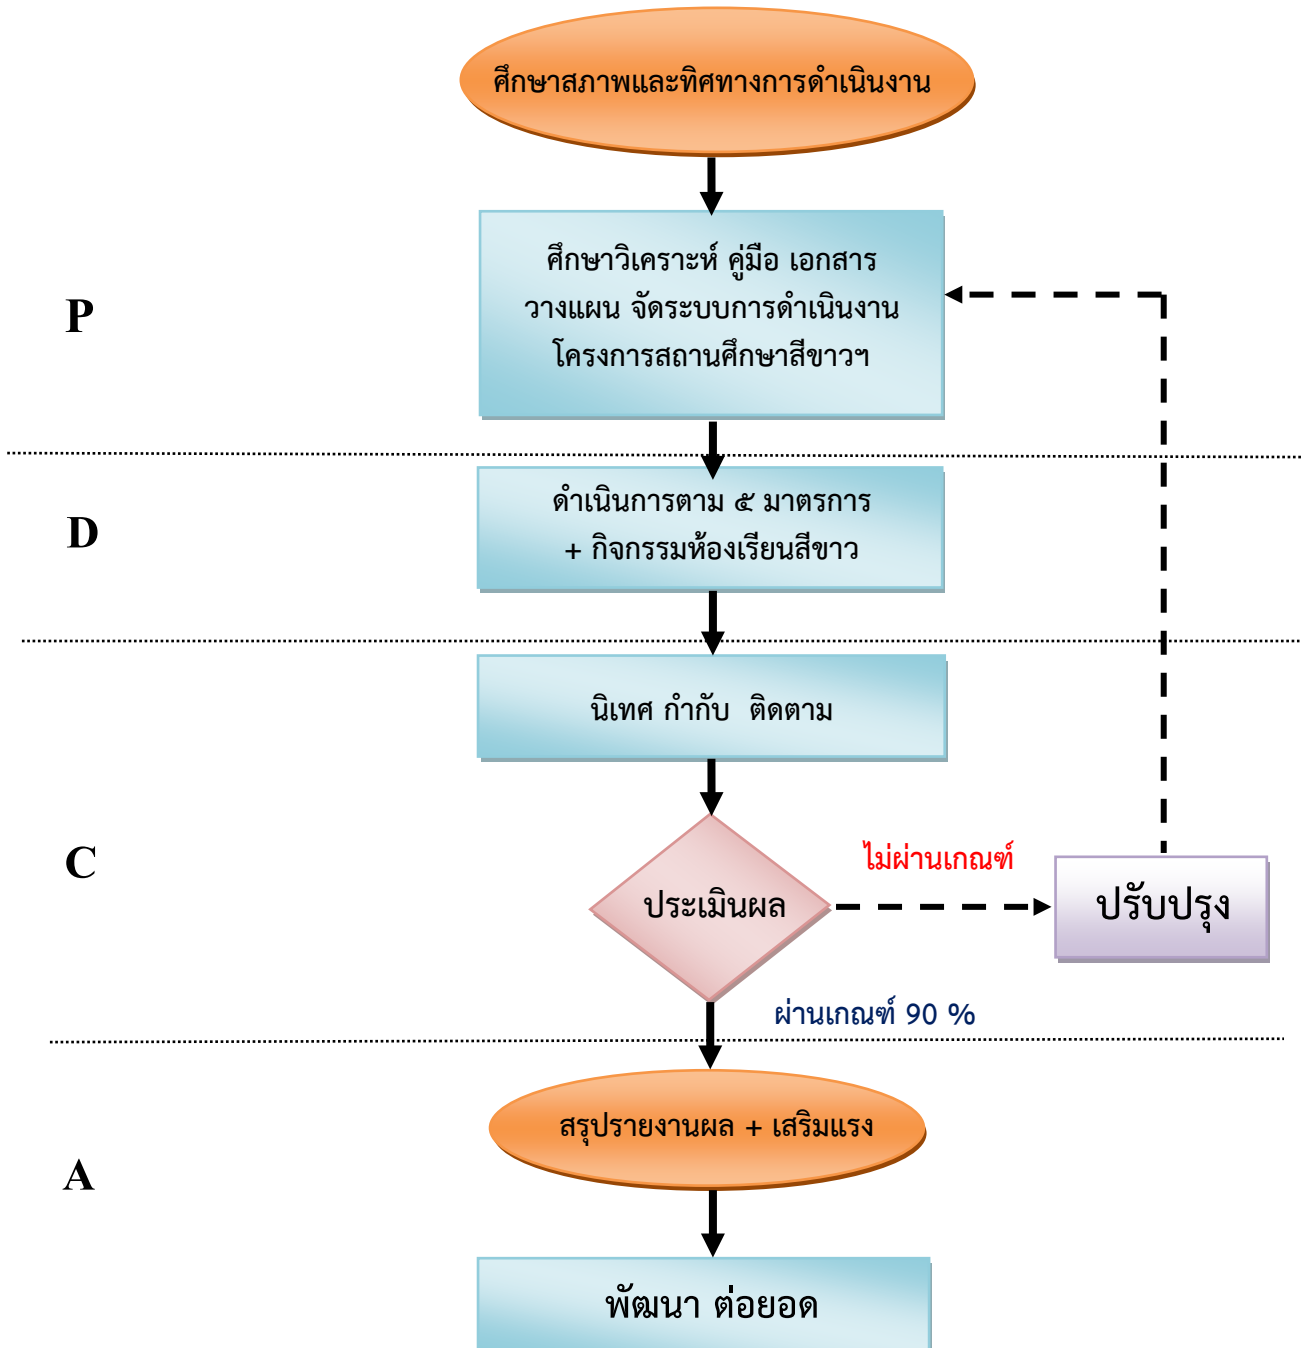 ศึกษาสภาพและทิศทางการดำเนินงาน
P
ศึกษาวิเคราะห์ คู่มือ เอกสาร
วางแผน จัดระบบการดำเนินงาน
โครงการสถานศึกษาสีขาวฯ
D
ดำเนินการตาม ๕ มาตรการ
+ กิจกรรมห้องเรียนสีขาว
นิเทศ กำกับ ติดตาม
C
ไม่ผ่านเกณฑ์
ประเมินผล
ปรับปรุง
ผ่านเกณฑ์ 90 %
สรุปรายงานผล + เสริมแรง
A
พัฒนา ต่อยอด